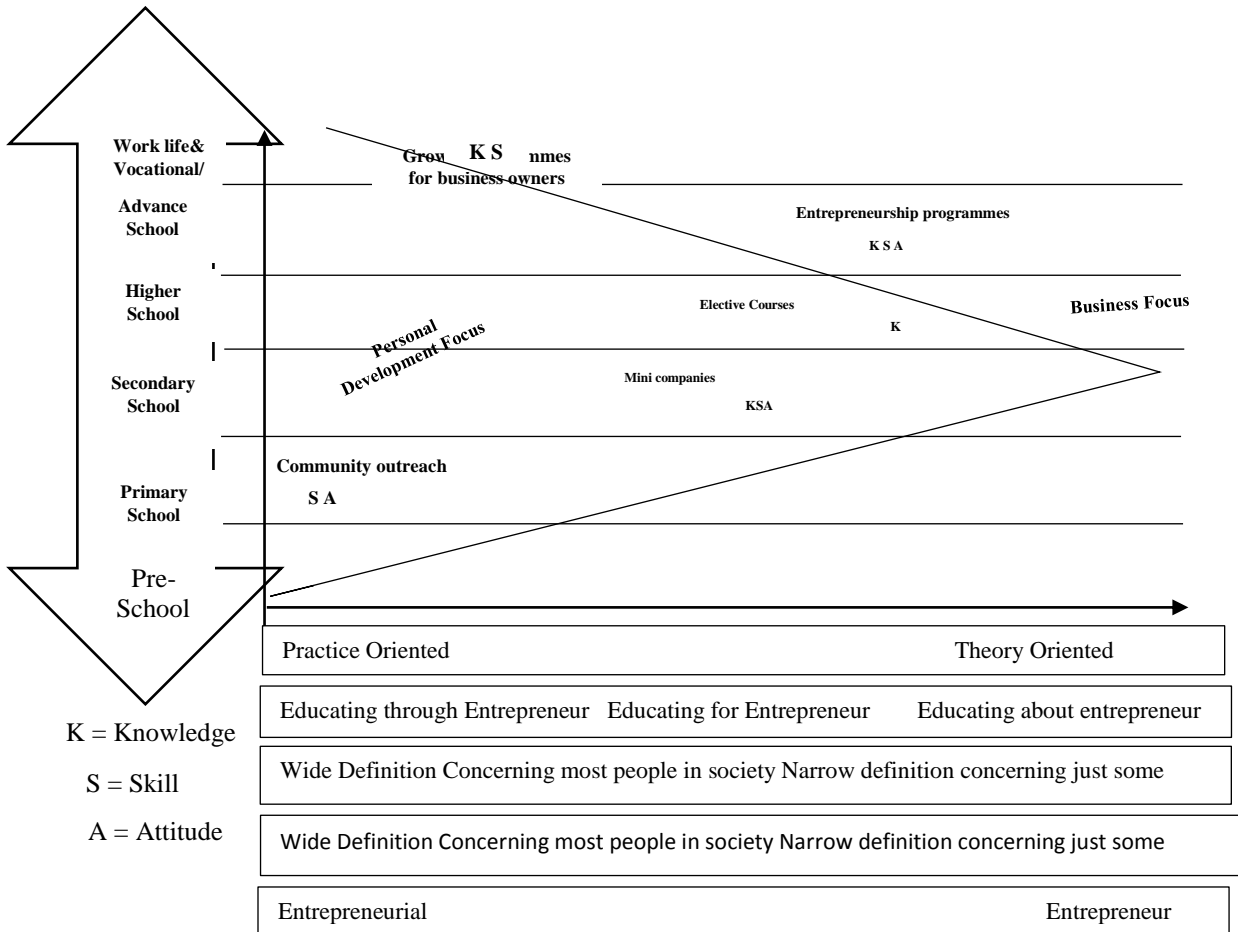 Work life&
Vocational/
Grow K S nmes
for business owners
Advance
School
Entrepreneurship programmes
K S A
Higher
School
Elective Courses
K
Business Focus
Personal
Development Focus
Secondary
School
Mini companies
KSA
Community outreach
S A
Primary
School
Pre-
School
Practice Oriented Theory Oriented
Educating through Entrepreneur Educating for Entrepreneur Educating about entrepreneur
K = Knowledge
Wide Definition Concerning most people in society Narrow definition concerning just some
S = Skill
A = Attitude
Wide Definition Concerning most people in society Narrow definition concerning just some
Entrepreneurial Entrepreneur